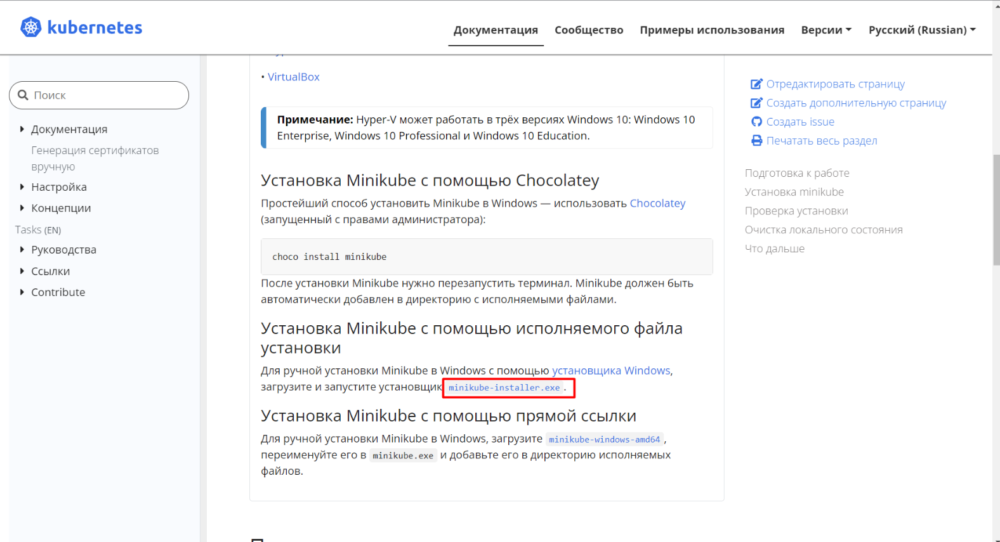 kubernetes
Документация
Сообщество
Примеры использования
Версии
Русский (Russian)
Поиск
Документация
Генерация сертификатов
вручную
Настройка
Концепции
Tasks (EN)
Руководства
Ссылки
Contribute
• VirtualBox
Примечание: Hyper-V может работать в трёх версиях Windows 10: Windows 10
Enterprise, Windows 10 Professional и Windows 10 Education.
Установка Minikube с помощью Chocolatey
Простейший способ установить Minikube в Windows — использовать Chocolatey
(запущенный с правами администратора):
choco install minikube
После установки Minikube нужно перезапустить терминал. Minikube должен быть
автоматически добавлен в директорию с исполняемыми файлами.
Установка Minikube с помощью исполняемого файла
установки
Для ручной установки Minikube в Windows с помощью установщика Windows,
загрузите и запустите установщик minikube-installer.exe.
Установка Minikube с помощью прямой ссылки
Для ручной установки Minikube в Windows, загрузите minikube-windows-amd64,
переименуйте его в minikube.exe и добавьте его в директорию исполняемых
файлов.
Отредактировать страницу
Создать дополнительную страницу
Создать issue
Печатать весь раздел
Подготовка к работе
Установка minikube
Проверка установки
Очистка локального состояния
Что дальше